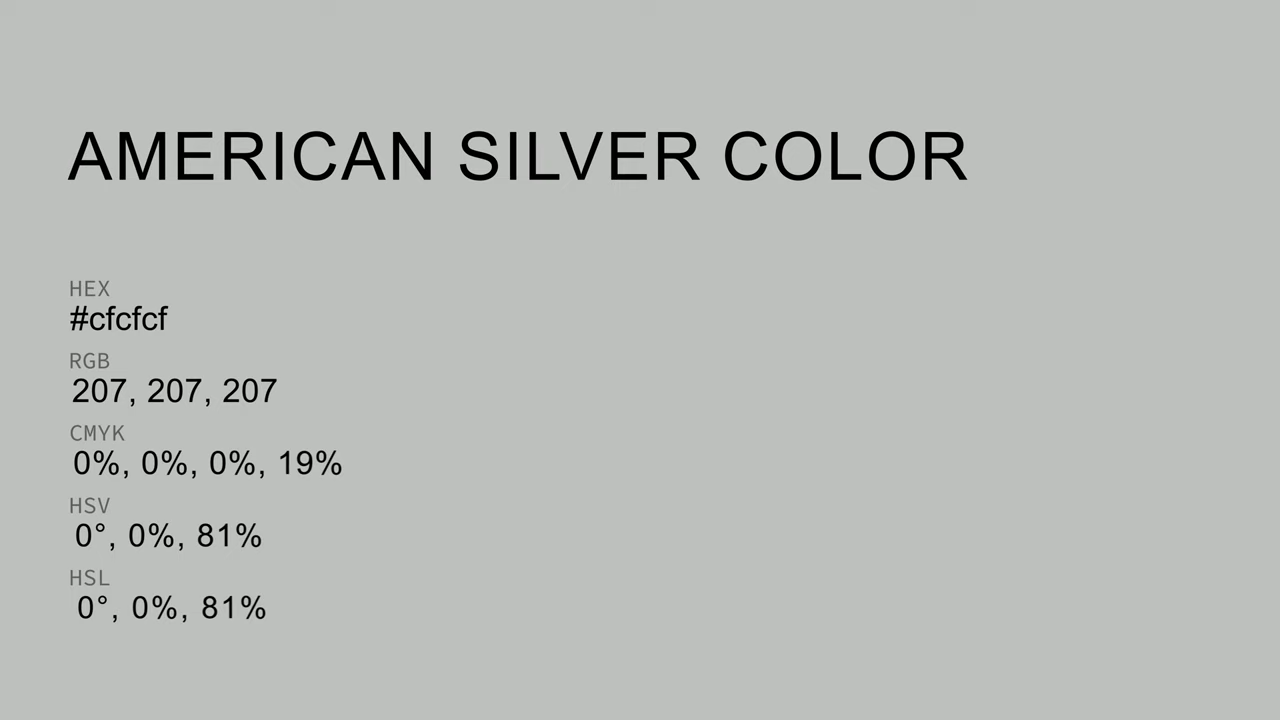 AMERICAN SILVER COLOR
HEX
#cfcfcf
RGB
207, 207, 207
CMYK
0%, 0%, 0%, 19%
HSV
0°, 0%, 81%
HSL
0°, 0%, 81%